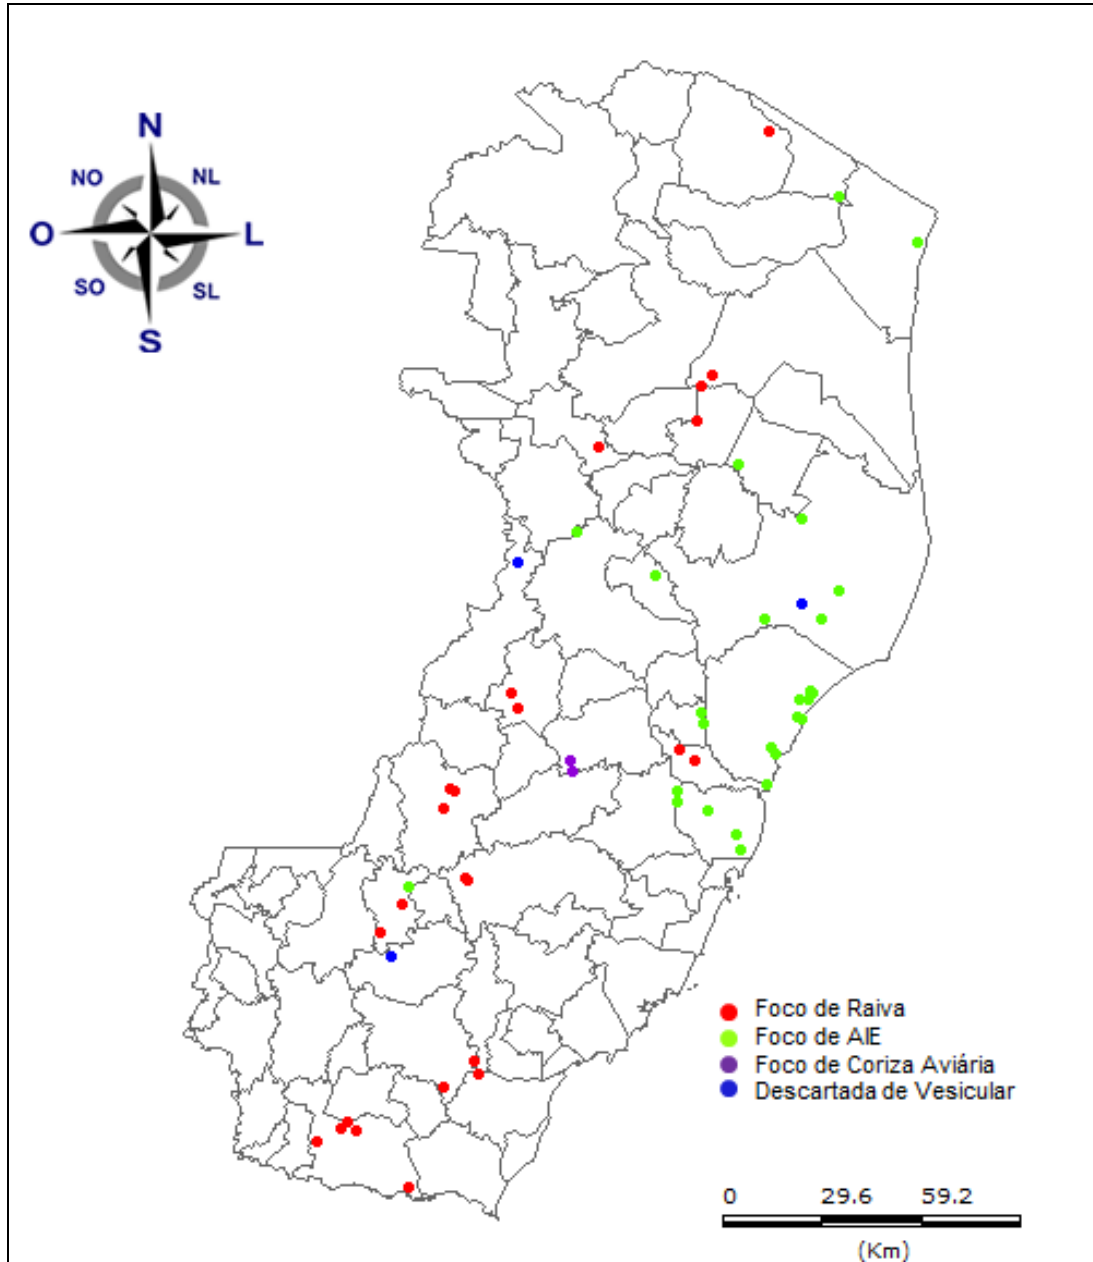 N
NO
NL
O
L
SO
SL
S
Foco de Raiva
Foco de AIE
Foco de Coriza Aviária
Descartada de Vesicular
0 29.6 59.2
(Km)